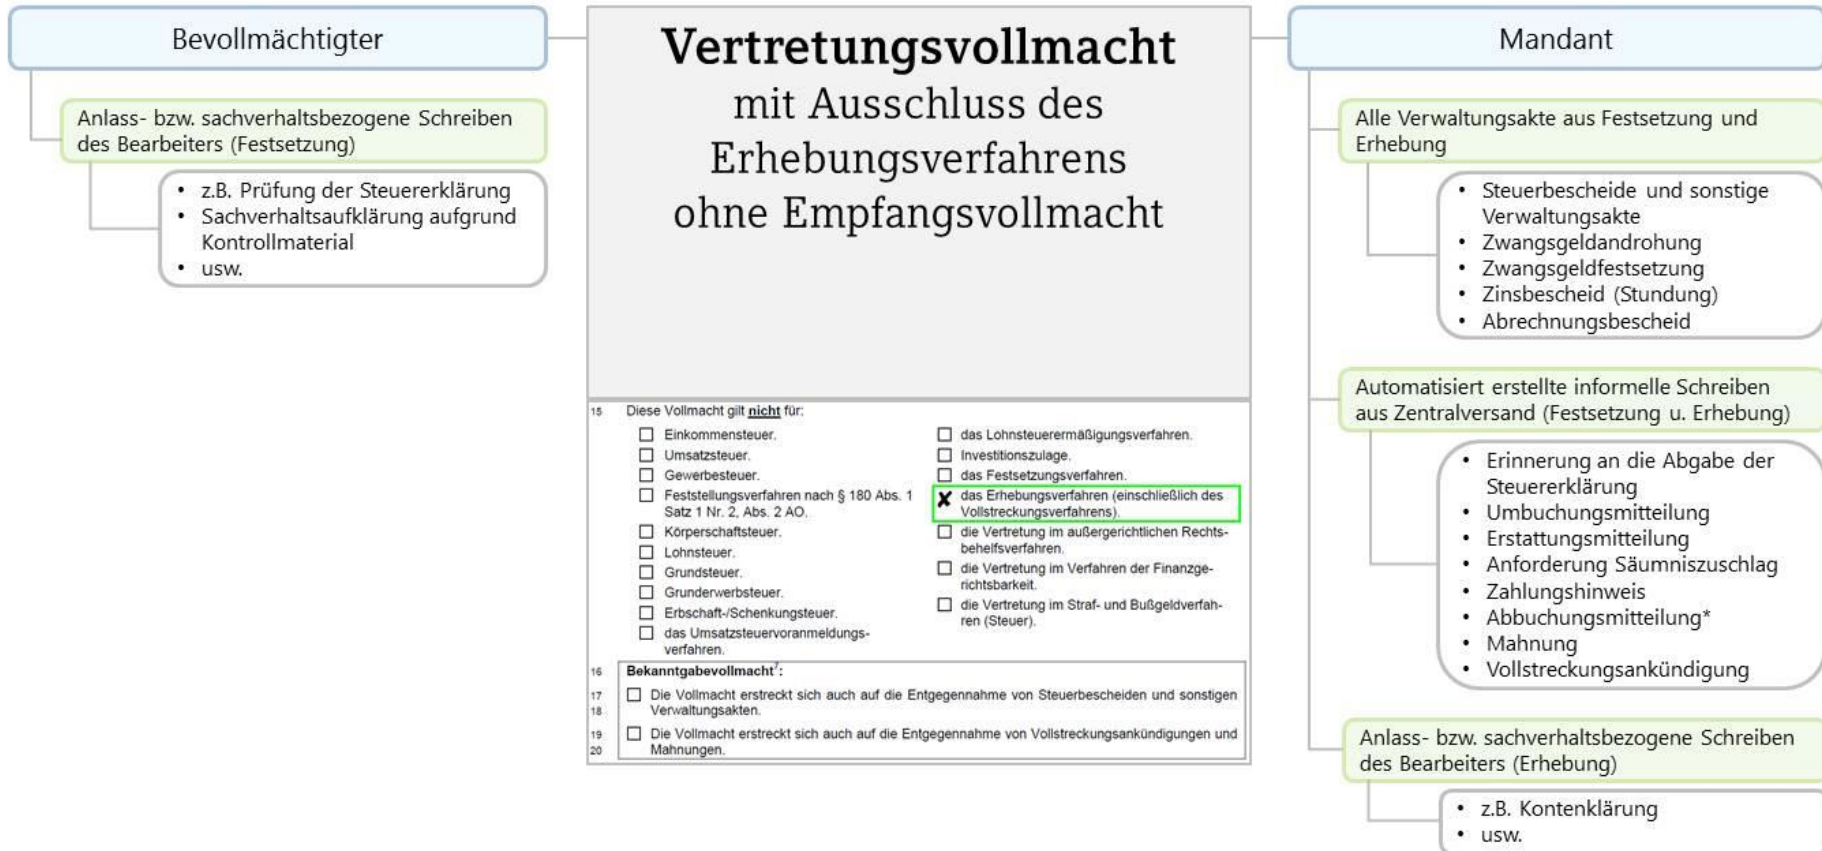 Bevollmächtigter
Anlass- bzw. sachverhaltsbezogene Schreiben
des Bearbeiters (Festsetzung)
• z.B. Prüfung der Steuererklärung
• Sachverhaltsaufklärung aufgrund
Kontrollmaterial
• usw.
Vertretungsvollmacht
mit Ausschluss des
Erhebungsverfahrens
ohne Empfangsvollmacht
15 Diese Vollmacht gilt nicht für:
Einkommensteuer.
Umsatzsteuer.
Gewerbesteuer.
Feststellungsverfahren nach § 180 Abs. 1
Satz 1 Nr. 2, Abs. 2 AO.
Körperschaftsteuer.
Lohnsteuer.
Grundsteuer.
Grunderwerbsteuer.
Erbschaft-/Schenkungsteuer.
das Umsatzsteuervoranmeldungs-
verfahren.
das Lohnsteuerermäßigungsverfahren.
Investitionszulage.
das Festsetzungsverfahren.
✘ das Erhebungsverfahren (einschließlich des
Vollstreckungsverfahrens).
die Vertretung im außergerichtlichen Rechts-
behelfsverfahren.
die Vertretung im Verfahren der Finanzge-
richtsbarkeit.
die Vertretung im Straf- und Bußgeldverfah-
ren (Steuer).
16 Bekanntgabevollmacht⁷:
17 Die Vollmacht erstreckt sich auch auf die Entgegennahme von Steuerbescheiden und sonstigen
18 Verwaltungsakten.
19 Die Vollmacht erstreckt sich auch auf die Entgegennahme von Vollstreckungsankündigungen und
20 Mahnungen.
Mandant
Alle Verwaltungsakte aus Festsetzung und
Erhebung
• Steuerbescheide und sonstige
Verwaltungsakte
• Zwangsgeldandrohung
• Zwangsgeldfestsetzung
• Zinsbescheid (Stundung)
• Abrechnungsbescheid
Automatisiert erstellte informelle Schreiben
aus Zentralversand (Festsetzung u. Erhebung)
• Erinnerung an die Abgabe der
Steuererklärung
• Umbuchungsmitteilung
• Erstattungsmitteilung
• Anforderung Säumniszuschlag
• Zahlungshinweis
• Abbuchungsmitteilung*
• Mahnung
• Vollstreckungsankündigung
Anlass- bzw. sachverhaltsbezogene Schreiben
des Bearbeiters (Erhebung)
• z.B. Kontenklärung
• usw.